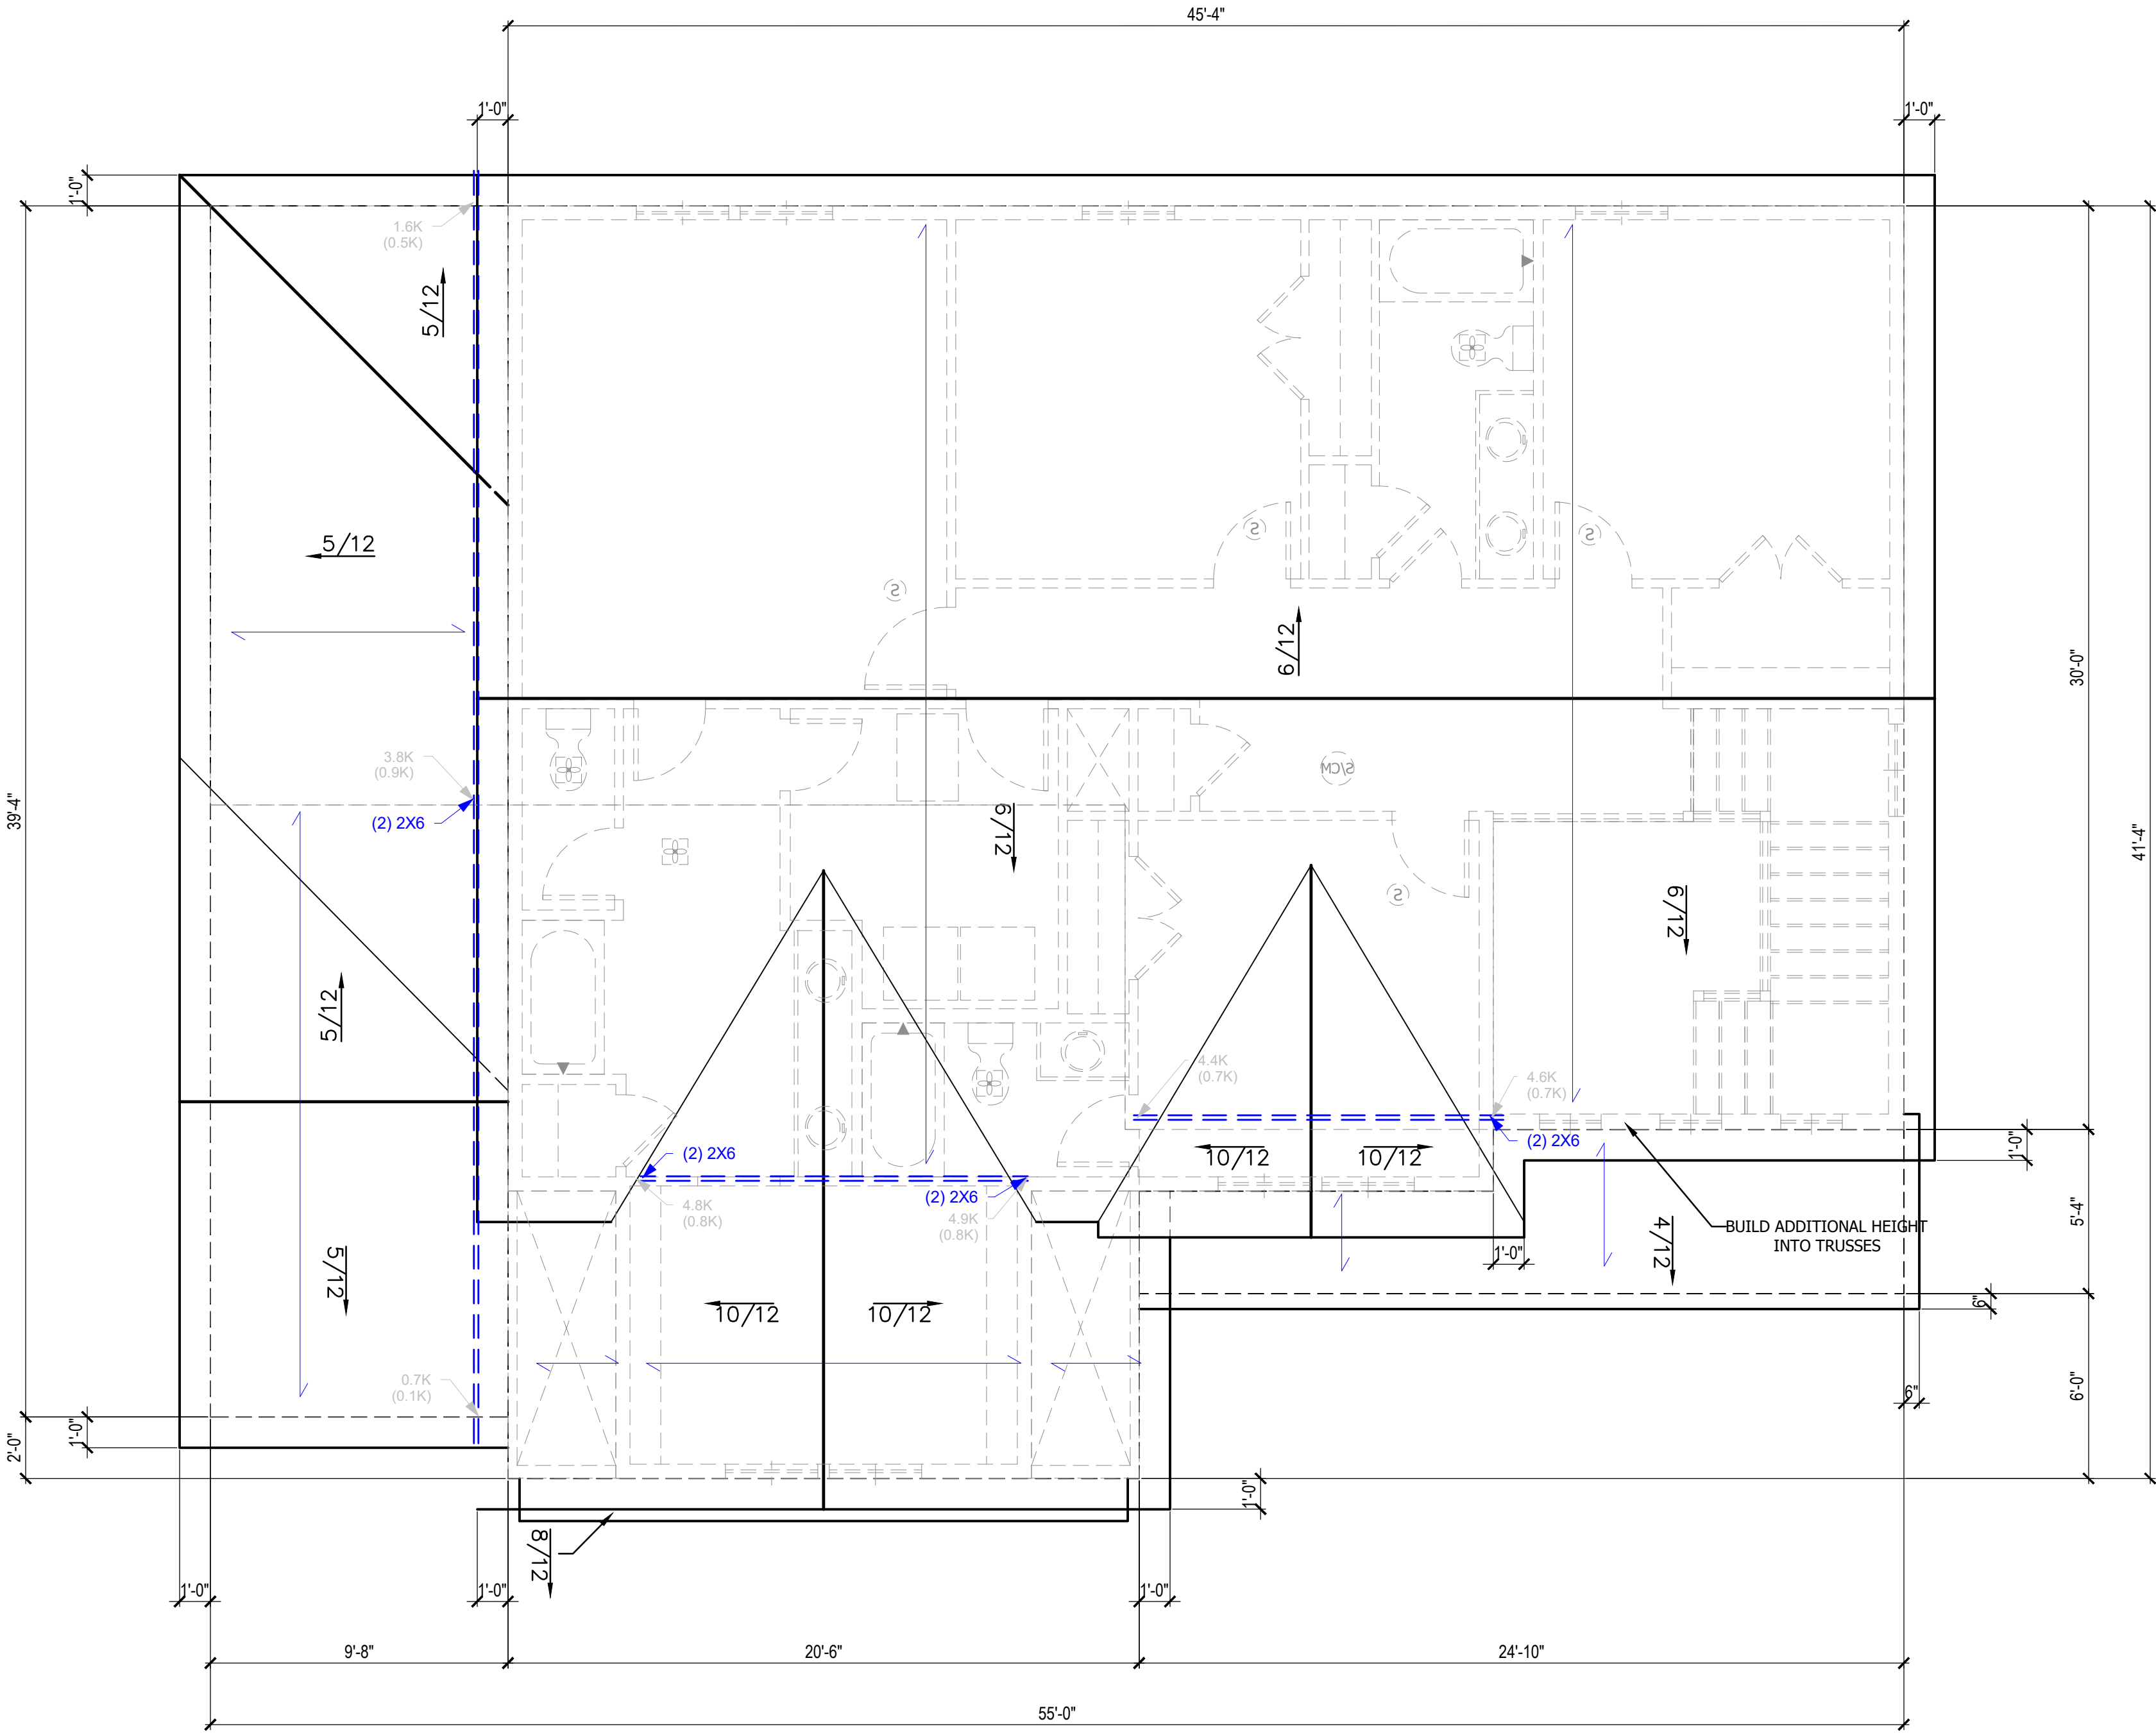 45'-4"
1'-0"
1'-0"
1'-0"
1.6K
(0.5K)
5/12
5/12
S
S
S
6/12
30'-0"
39'-4"
41'-4"
3.8K
(0.9K)
(2) 2X6
S/CM
6/12
6/12
S
5/12
4.4K
(0.7K)
4.6K
(0.7K)
(2) 2X6
(2) 2X6
10/12
10/12
1'-0"
4.8K
(0.8K)
(2) 2X6
4.9K
(0.8K)
5'-4"
BUILD ADDITIONAL HEIGHT
INTO TRUSSES
4/12
1'-0"
5/12
10/12
10/12
6"
0.7K
(0.1K)
6"
6'-0"
1'-0"
2'-0"
1'-0"
8/12
1'-0"
1'-0"
1'-0"
9'-8"
20'-6"
24'-10"
55'-0"